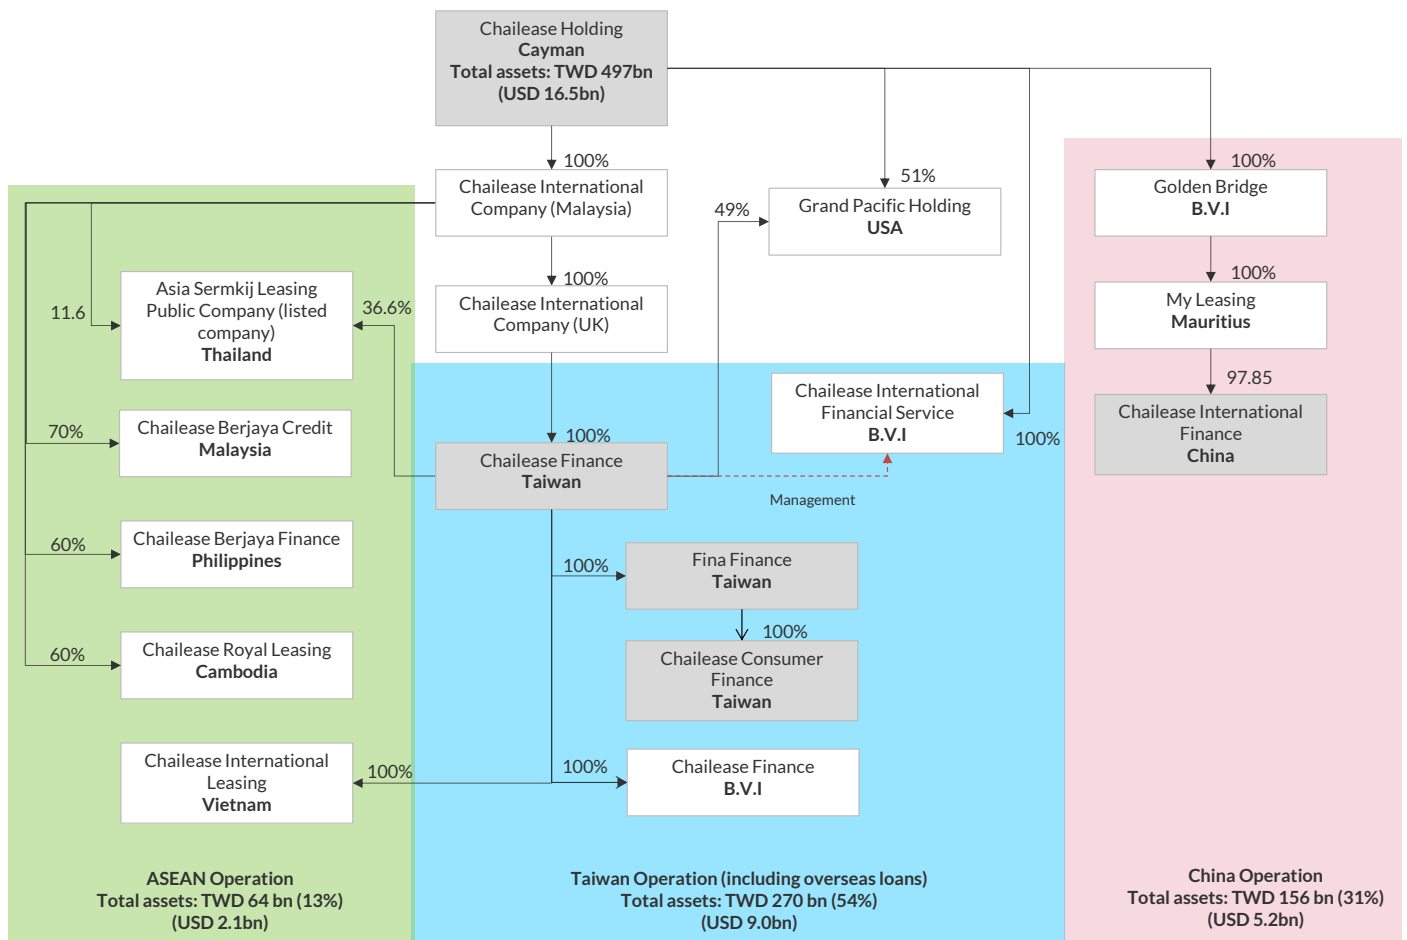 Chailease Holding
Cayman
Total assets: TWD 497bn
(USD 16.5bn)
100%
Chailease International
Company (Malaysia)
51%
49%
Grand Pacific Holding
USA
100%
Golden Bridge
B.V.I
100%
Chailease International
Company (UK)
100%
My Leasing
Mauritius
11.6
Asia Sermkij Leasing
Public Company (listed
company)
Thailand
36.6%
97.85
Chailease International
Finance
China
Chailease International
Financial Service
B.V.I
100%
70%
Chailease Berjaya Credit
Malaysia
100%
Chailease Finance
Taiwan
Management
60%
Chailease Berjaya Finance
Philippines
100%
Fina Finance
Taiwan
100%
Chailease Consumer
Finance
Taiwan
60%
Chailease Royal Leasing
Cambodia
Chailease International
Leasing
Vietnam
100%
100%
Chailease Finance
B.V.I
ASEAN Operation
Total assets: TWD 64 bn (13%)
(USD 2.1bn)
Taiwan Operation (including overseas loans)
Total assets: TWD 270 bn (54%)
(USD 9.0bn)
China Operation
Total assets: TWD 156 bn (31%)
(USD 5.2bn)